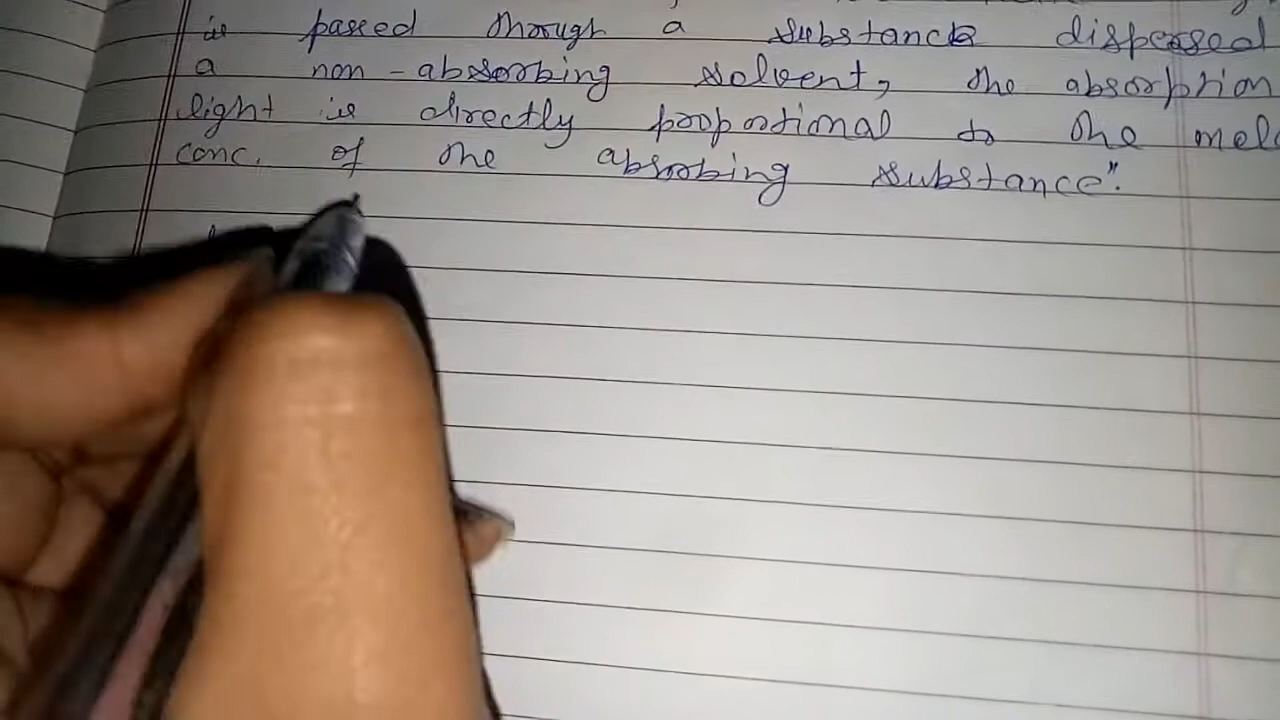 is passed through a substance dispersed
a non-absorbing solvent, the absorption
light is directly proportional to the
conc. of the absorbing substance".